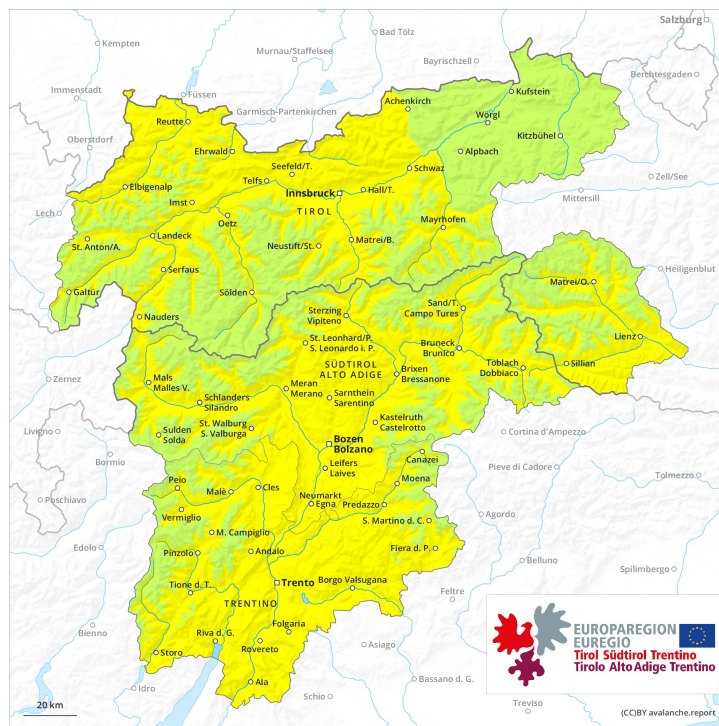 Salzburg
Kempten
Bad Tölz
Murnau/Staffelsee
Bayrischzell
Berchtesgaden
Immenstadt
Füssen
Achenkirch
Kufstein
Garmisch-Partenkirchen
Reutte
Wörgl
Oberstdorf
Kitzbühel
Ehrwald
Alpbach
Seefeld/T.
Schwaz
Zell/See
Telfs
Elbigenalp
Innsbruck
Hall/T.
Mittersill
Imst
Lech
TIROL
Oetz
Mayrhofen
Landeck
Neustift/St.
Matrei/B.
St. Anton/A.
Heiligenblut
Serfaus
Matrei/O.
Galtür
Sölden
Sand/T.
Campo Tures
Nauders
Sterzing
Vipiteno
Lienz
St. Leonhard/P.
S. Leonardo i. P.
Bruneck
Brunico
Toblach
Dobbiaco
Sillian
SÜDTIROL
ALTO ADIGE
Brixen
Bressanone
Zernez
Mals
Malles V.
Meran
Merano
Schlanders
Silandro
Sarnthein
Sarentino
Kastelruth
Castelrotto
St. Walburg
S. Valburga
Livigno
Sulden
Solda
Cortina d'Ampezzo
Bozen
Bolzano
Bormio
Canazei
Pieve di Cadore
Leifers
Laives
Tolmezzo
Peio
Moena
Poschiavo
Malè
Cles
Neumarkt
Egna
Predazzo
Vermiglio
Agordo
S. Martino d. C.
M. Campiglio
Edolo
Pinzolo
Andalo
Fiera d. P.
Belluno
Spilimbergo
Tione d. T.
Trento
Borgo Valsugana
Feltre
TRENTINO
Folgaria
Bienno
Riva d. G.
Storo
Rovereto
Asiago
Idro
Ala
Schio
Bassano d. G.
Treviso
EUROPAREGION
EUREGIO
Tirol Südtirol Trentino
Tirolo Alto Adige Trentino
20 km
(CC)BY avalanche.report